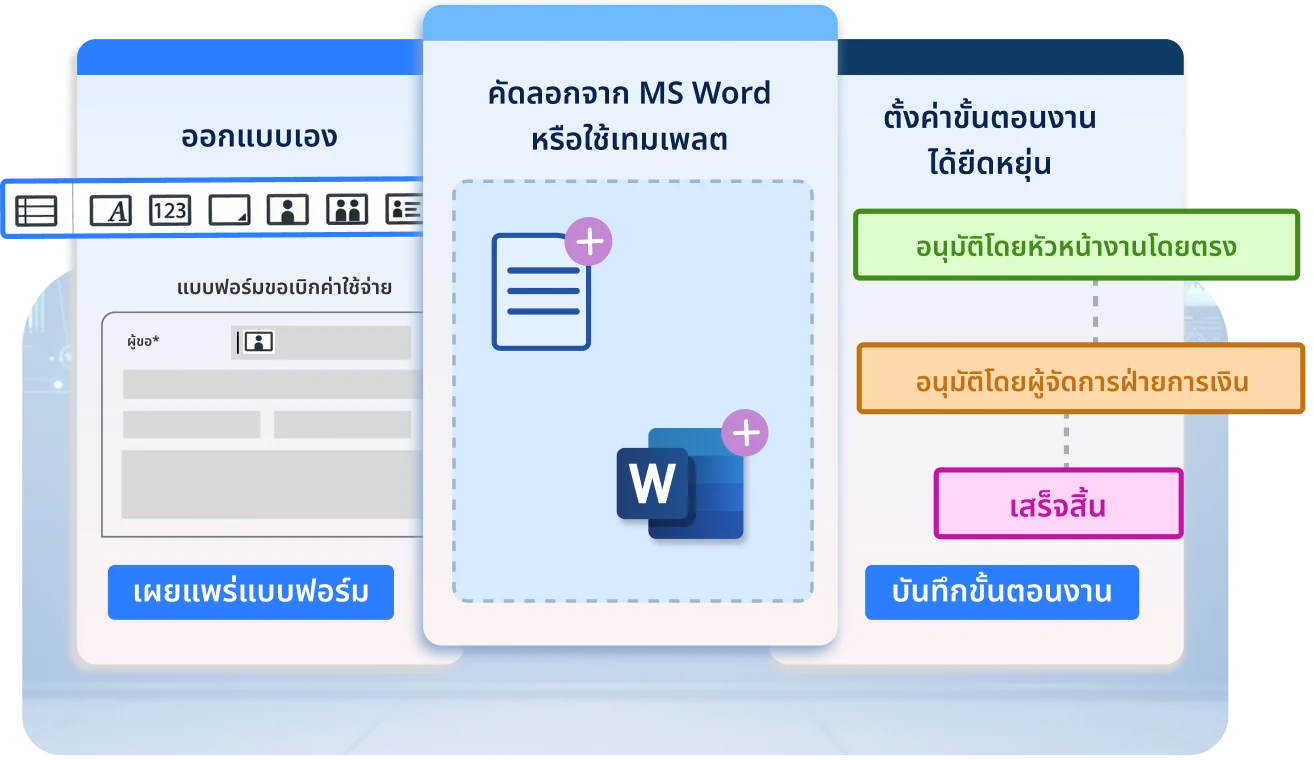 ออกแบบเอง
A
123
แบบฟอร์มขอเบิกค่าใช้จ่าย
ผู้ขอ*
เผยแพร่แบบฟอร์ม
คัดลอกจาก MS Word
หรือใช้เทมเพลต
W
ตั้งค่าขั้นตอนงาน
ได้ยืดหยุ่น
อนุมัติโดยหัวหน้างานโดยตรง
อนุมัติโดยผู้จัดการฝ่ายการเงิน
เสร็จสิ้น
บันทึกขั้นตอนงาน